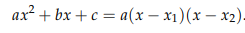 ax² + bx + c = a(x − x₁)(x − x₂).